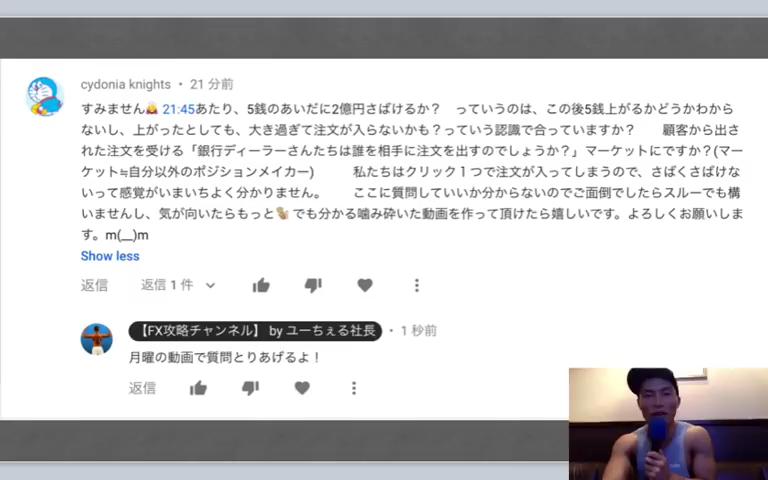 cydonia knights • 21 分前
すみません🙇 21:45あたり、5銭のあいだに2億円さばけるか？　っていうのは、この後5銭上がるかどうかわから
ないし、上がったとしても、大き過ぎて注文が入らないかも？っていう認識で合っていますか？　　顧客から出さ
れた注文を受ける「銀行ディーラーさんたちは誰を相手に注文を出すのでしょうか？」マーケットにですか？(マー
ケット≒自分以外のポジションメイカー)　　　私たちはクリック１つで注文が入ってしまうので、さばくさばけな
いって感覚がいまいちよく分かりません。　　ここに質問していいか分からないのでご面倒でしたらスルーでも構
いませんし、気が向いたらもっと でも分かる噛み砕いた動画を作って頂けたら嬉しいです。よろしくお願いしま
す。m(__)m
Show less
返信 返信 1 件
【FX攻略チャンネル】 by ユーちぇる社長 • 1 秒前
月曜の動画で質問とりあげるよ！
返信